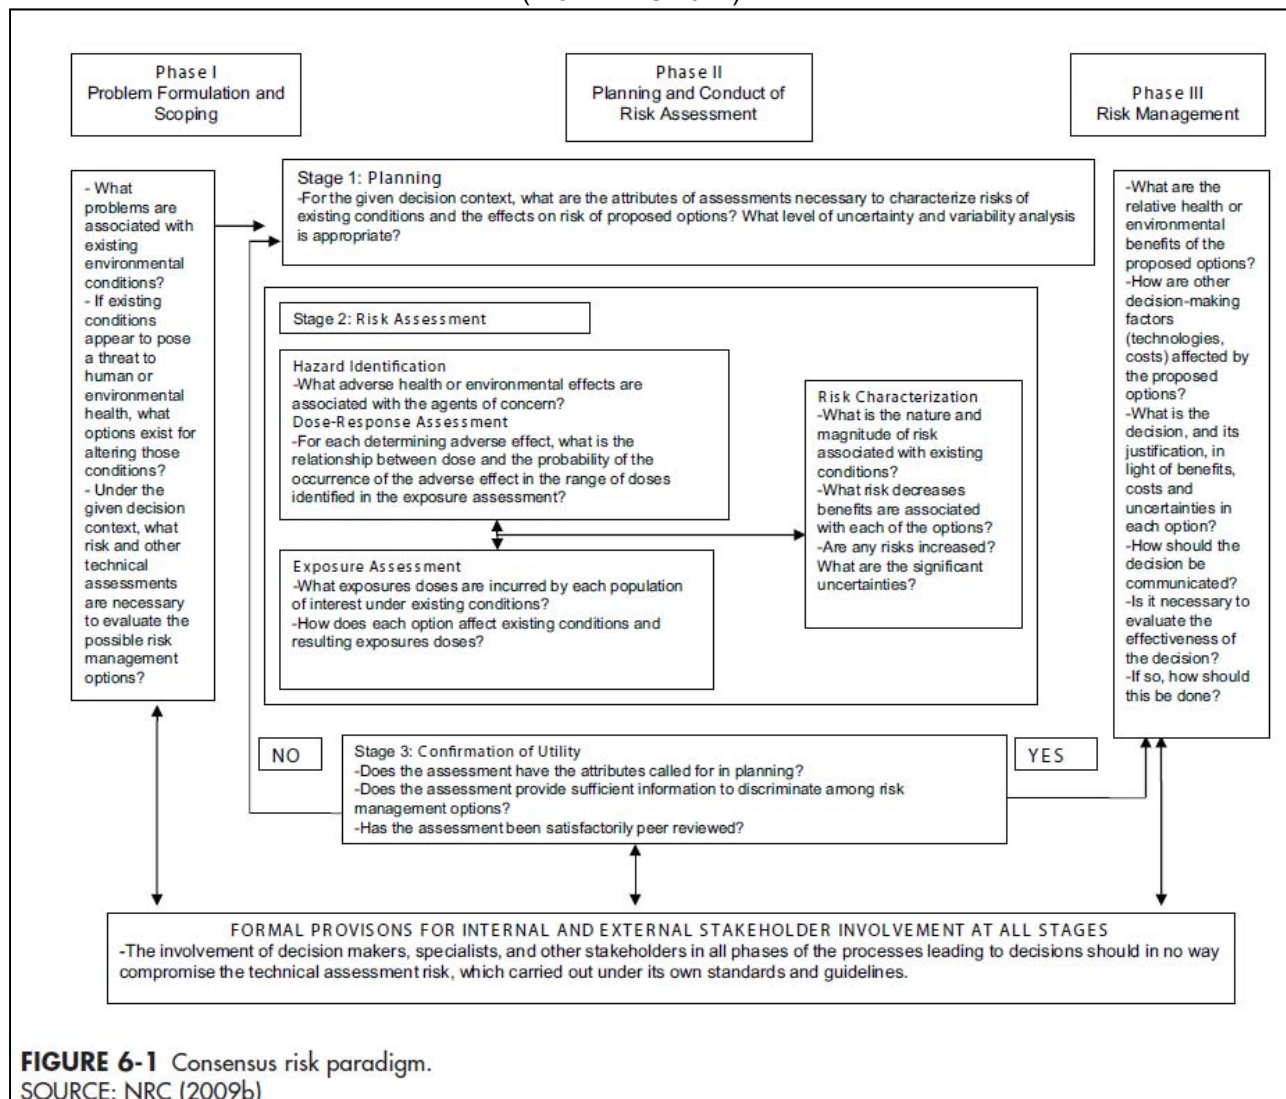 Phase I
Problem Formulation and
Scoping
Phase II
Planning and Conduct of
Risk Assessment
Phase III
Risk Management
- What
problems are
associated with
existing
environmental
conditions?
- If existing
conditions
appear to pose
a threat to
human or
environmental
health, what
options exist for
altering those
conditions?
- Under the
given decision
context, what
risk and other
technical
assessments
are necessary
to evaluate the
possible risk
management
options?
Stage 1: Planning
-For the given decision context, what are the attributes of assessments necessary to characterize risks of
existing conditions and the effects on risk of proposed options? What level of uncertainty and variability analysis
is appropriate?
Stage 2: Risk Assessment
Hazard Identification
-What adverse health or environmental effects are
associated with the agents of concern?
Dose-Response Assessment
-For each determining adverse effect, what is the
relationship between dose and the probability of the
occurrence of the adverse effect in the range of doses
identified in the exposure assessment?
Exposure Assessment
-What exposures doses are incurred by each population
of interest under existing conditions?
-How does each option affect existing conditions and
resulting exposures doses?
Risk Characterization
-What is the nature and
magnitude of risk
associated with existing
conditions?
-What risk decreases
benefits are associated
with each of the options?
-Are any risks increased?
What are the significant
uncertainties?
NO
Stage 3: Confirmation of Utility
-Does the assessment have the attributes called for in planning?
-Does the assessment provide sufficient information to discriminate among risk
management options?
-Has the assessment been satisfactorily peer reviewed?
YES
-What are the
relative health or
environmental
benefits of the
proposed options?
-How are other
decision-making
factors
(technologies,
costs) affected by
the proposed
options?
-What is the
decision, and its
justification, in
light of benefits,
costs and
uncertainties in
each option?
-How should the
decision be
communicated?
-Is it necessary to
evaluate the
effectiveness of
the decision?
-If so, how should
this be done?
FORMAL PROVISONS FOR INTERNAL AND EXTERNAL STAKEHOLDER INVOLVEMENT AT ALL STAGES
-The involvement of decision makers, specialists, and other stakeholders in all phases of the processes leading to decisions should in no way
compromise the technical assessment risk, which carried out under its own standards and guidelines.
FIGURE 6-1 Consensus risk paradigm.
SOURCE: NRC (2009b)